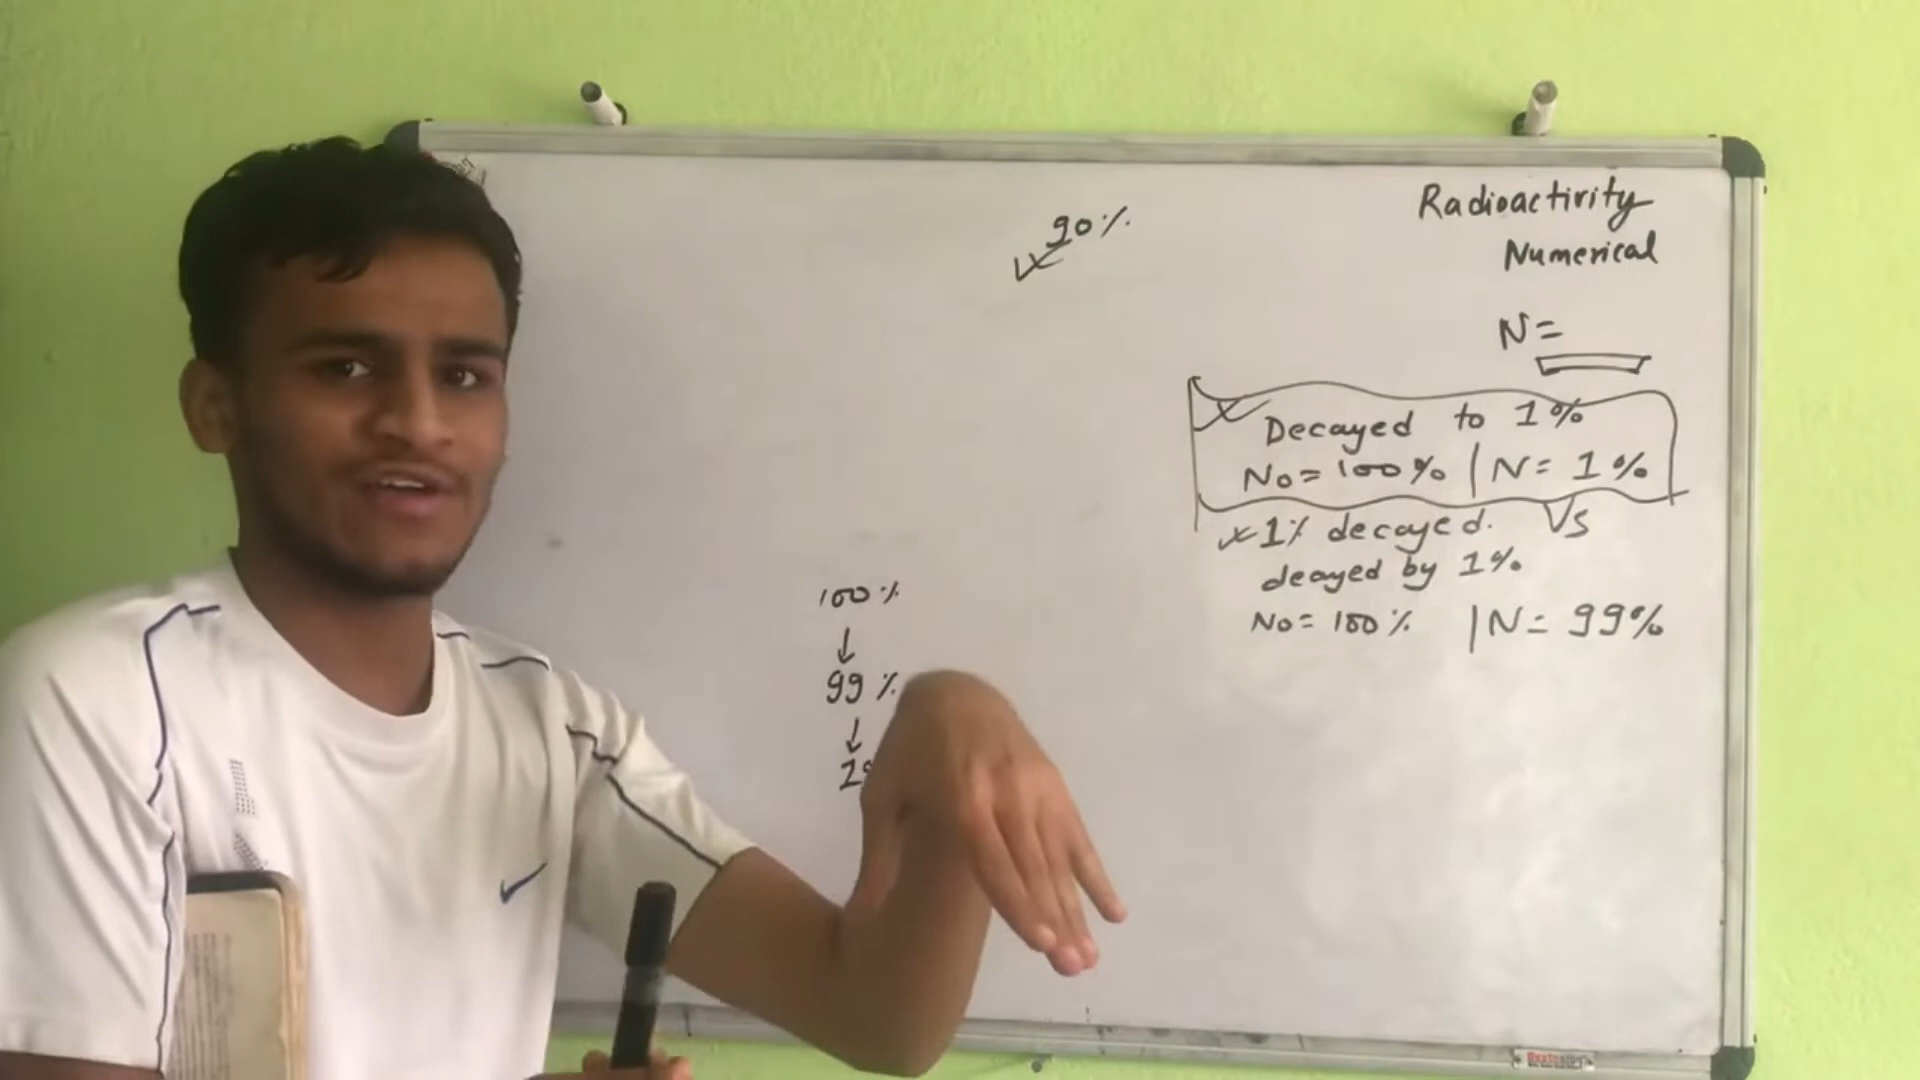 90%
Radioactivity
Numerical
N=
Decayed to 1%
No=100% | N= 1%
Vs
1% decayed.
decayed by 1%.
No= 100% | N= 99%
100%
↓
99%
↓